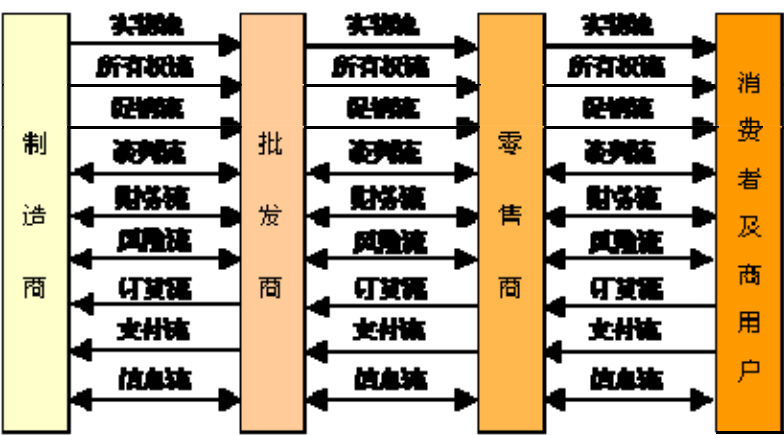 制造商
批发商
零售商
消费者及商用户
实物流 实物流 实物流
所有权流 所有权流 所有权流
促销流 促销流 促销流
谈判流 谈判流 谈判流
财务流 财务流 财务流
风险流 风险流 风险流
订货流 订货流 订货流
支付流 支付流 支付流
信息流 信息流 信息流